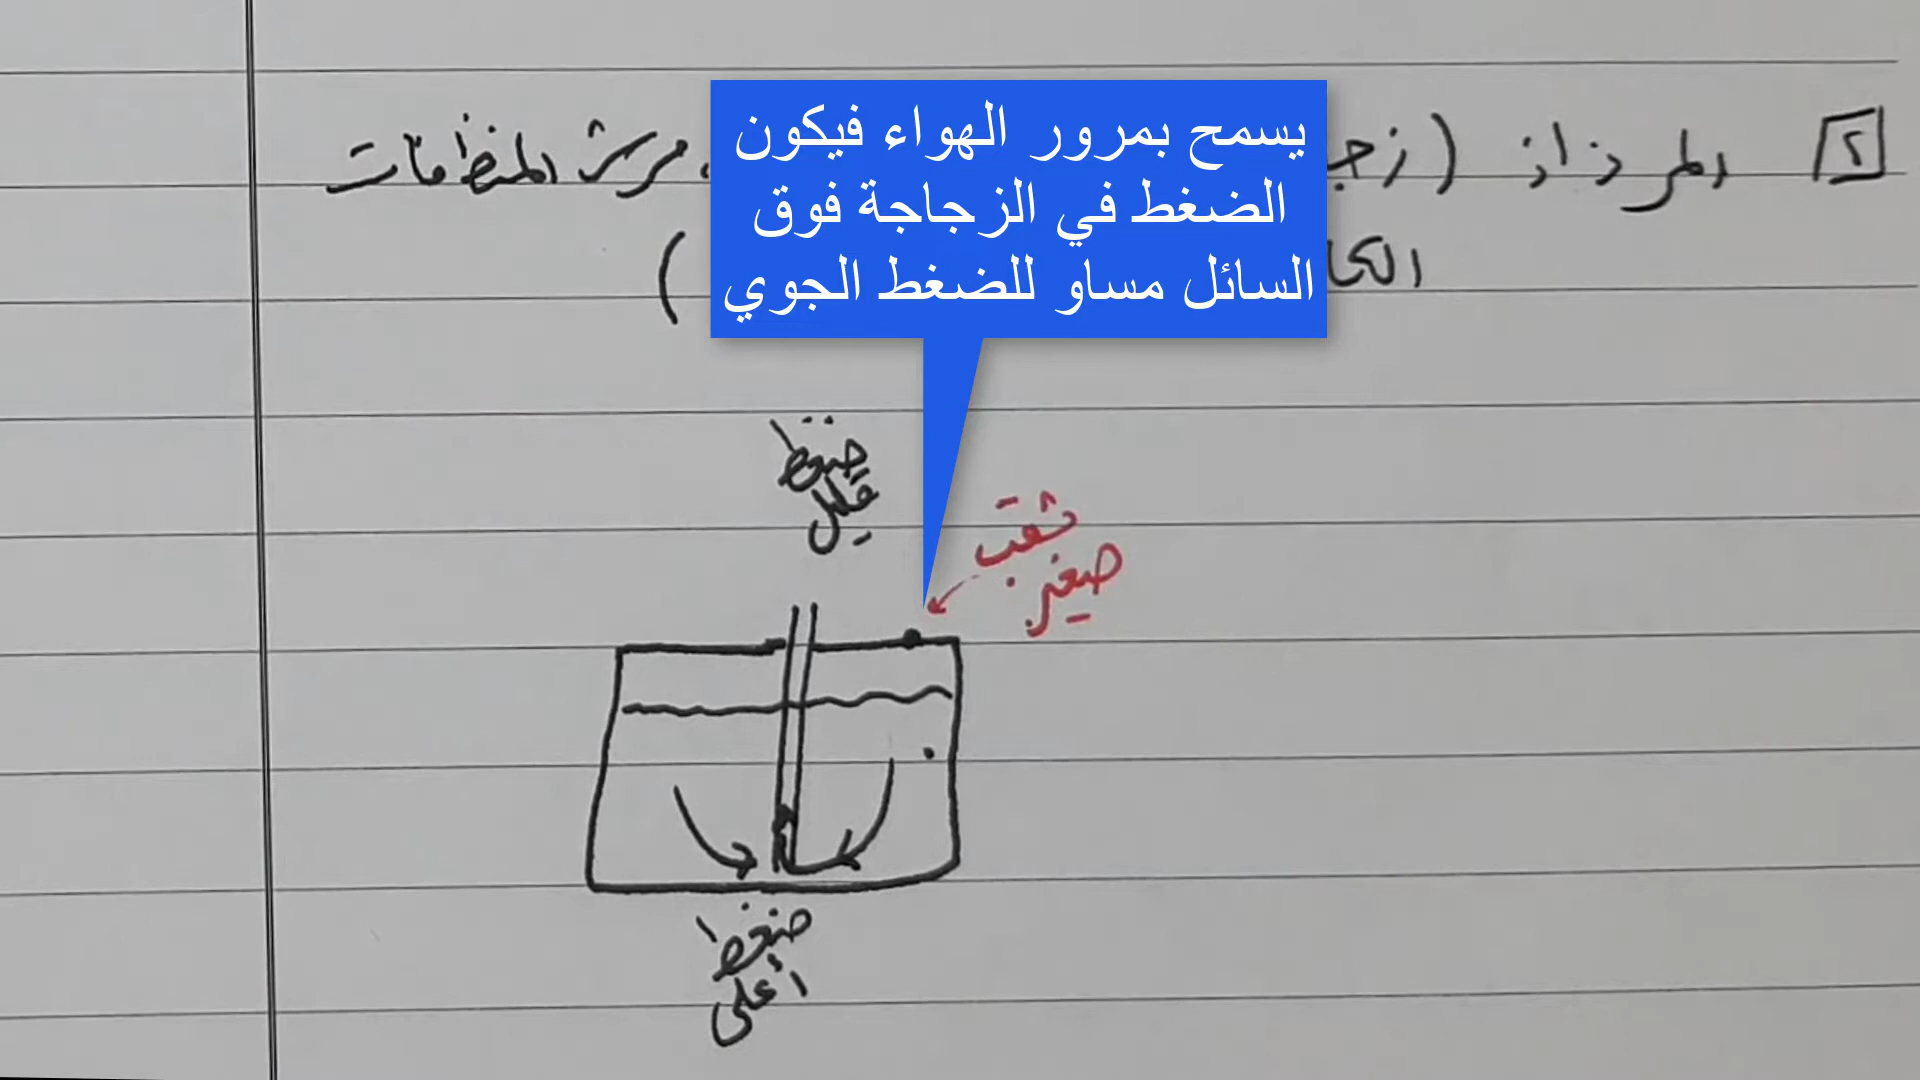 ٢ المرذاذ (زجا
مرش المنظفات
الكا )
يسمح بمرور الهواء فيكون
الضغط في الزجاجة فوق
السائل مساو للضغط الجوي
ضغط
قليل
ثقب
صغير
ضغط
أعلى